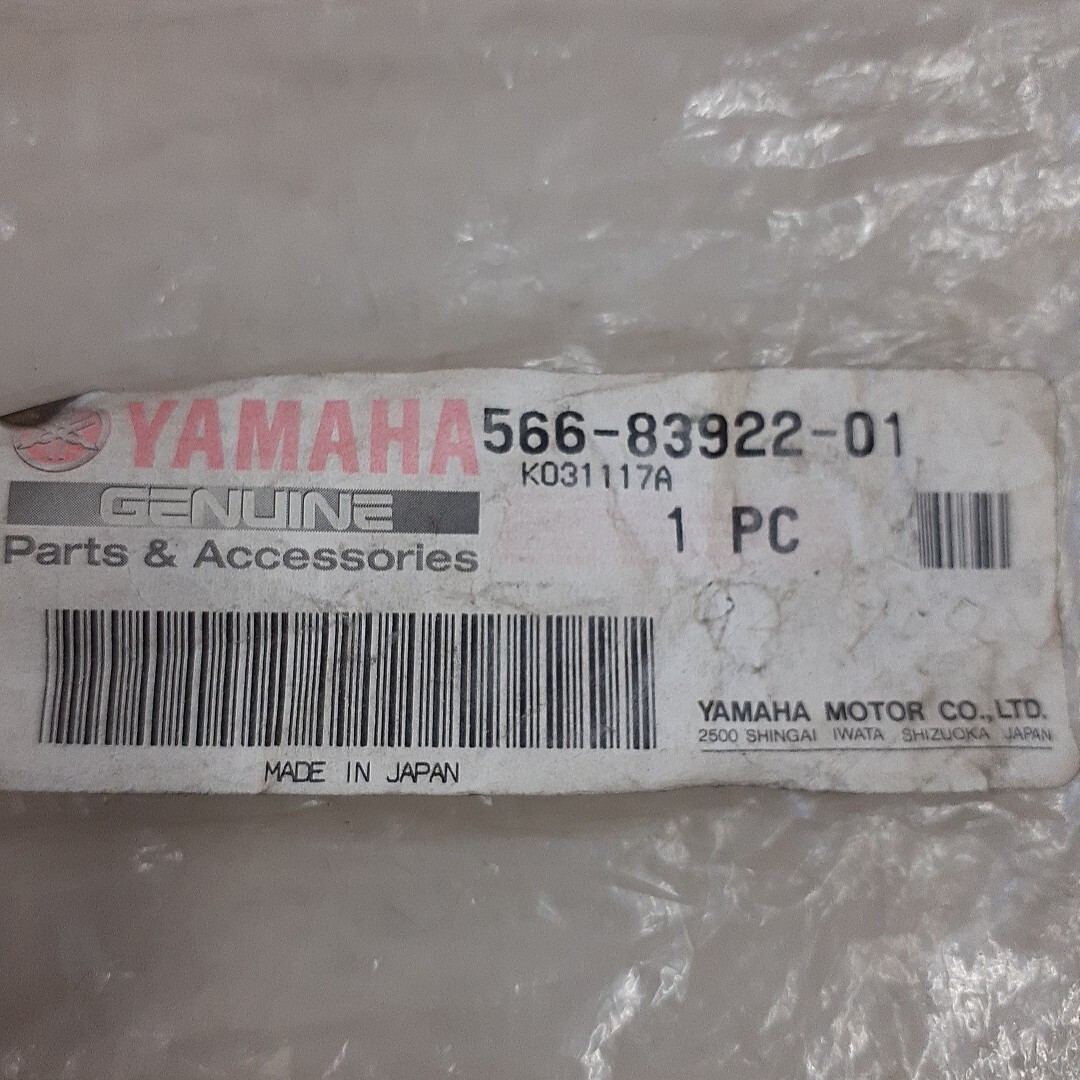 YAMAHA 566-83922-01
K031117A
GENUINE
1 PC
Parts & Accessories
YAMAHA MOTOR CO.,LTD.
2500 SHINGAI IWATA SHIZUOKA JAPAN
MADE IN JAPAN